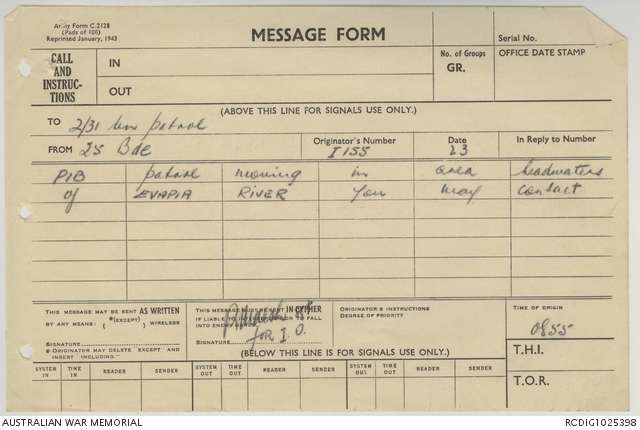 Army Form C.2128
(Pads of 100)
Reprinted January, 1943
MESSAGE FORM
Serial No.
CALL AND INSTRUC-TIONS
IN
OUT
No. of Groups
GR.
OFFICE DATE STAMP
(ABOVE THIS LINE FOR SIGNALS USE ONLY.)
TO 2/31 bn patrol
FROM 25 Bde
Originator's Number
I 155
Date
23
In Reply to Number
PIB patrol moving in area headwaters
of EVAPIA RIVER you may contact
THIS MESSAGE MAY BE SENT AS WRITTEN
BY ANY MEANS: { *(EXCEPT) } WIRELESS
SIGNATURE
* ORIGINATOR MAY DELETE "EXCEPT AND INSERT INCLUDING."
THIS MESSAGE MUST BE SENT IN CYPHER
IF LIABLE TO INTERCEPTION OR TO FALL
INTO ENEMY HANDS
for I.O.
SIGNATURE
ORIGINATOR'S INSTRUCTIONS
DEGREE OF PRIORITY
TIME OF ORIGIN
0855
T.H.I.
T.O.R.
(BELOW THIS LINE IS FOR SIGNALS USE ONLY.)
SYSTEM IN TIME IN READER SENDER SYSTEM OUT TIME OUT READER SENDER SYSTEM OUT TIME OUT READER SENDER
AUSTRALIAN WAR MEMORIAL
RCDIG1025398